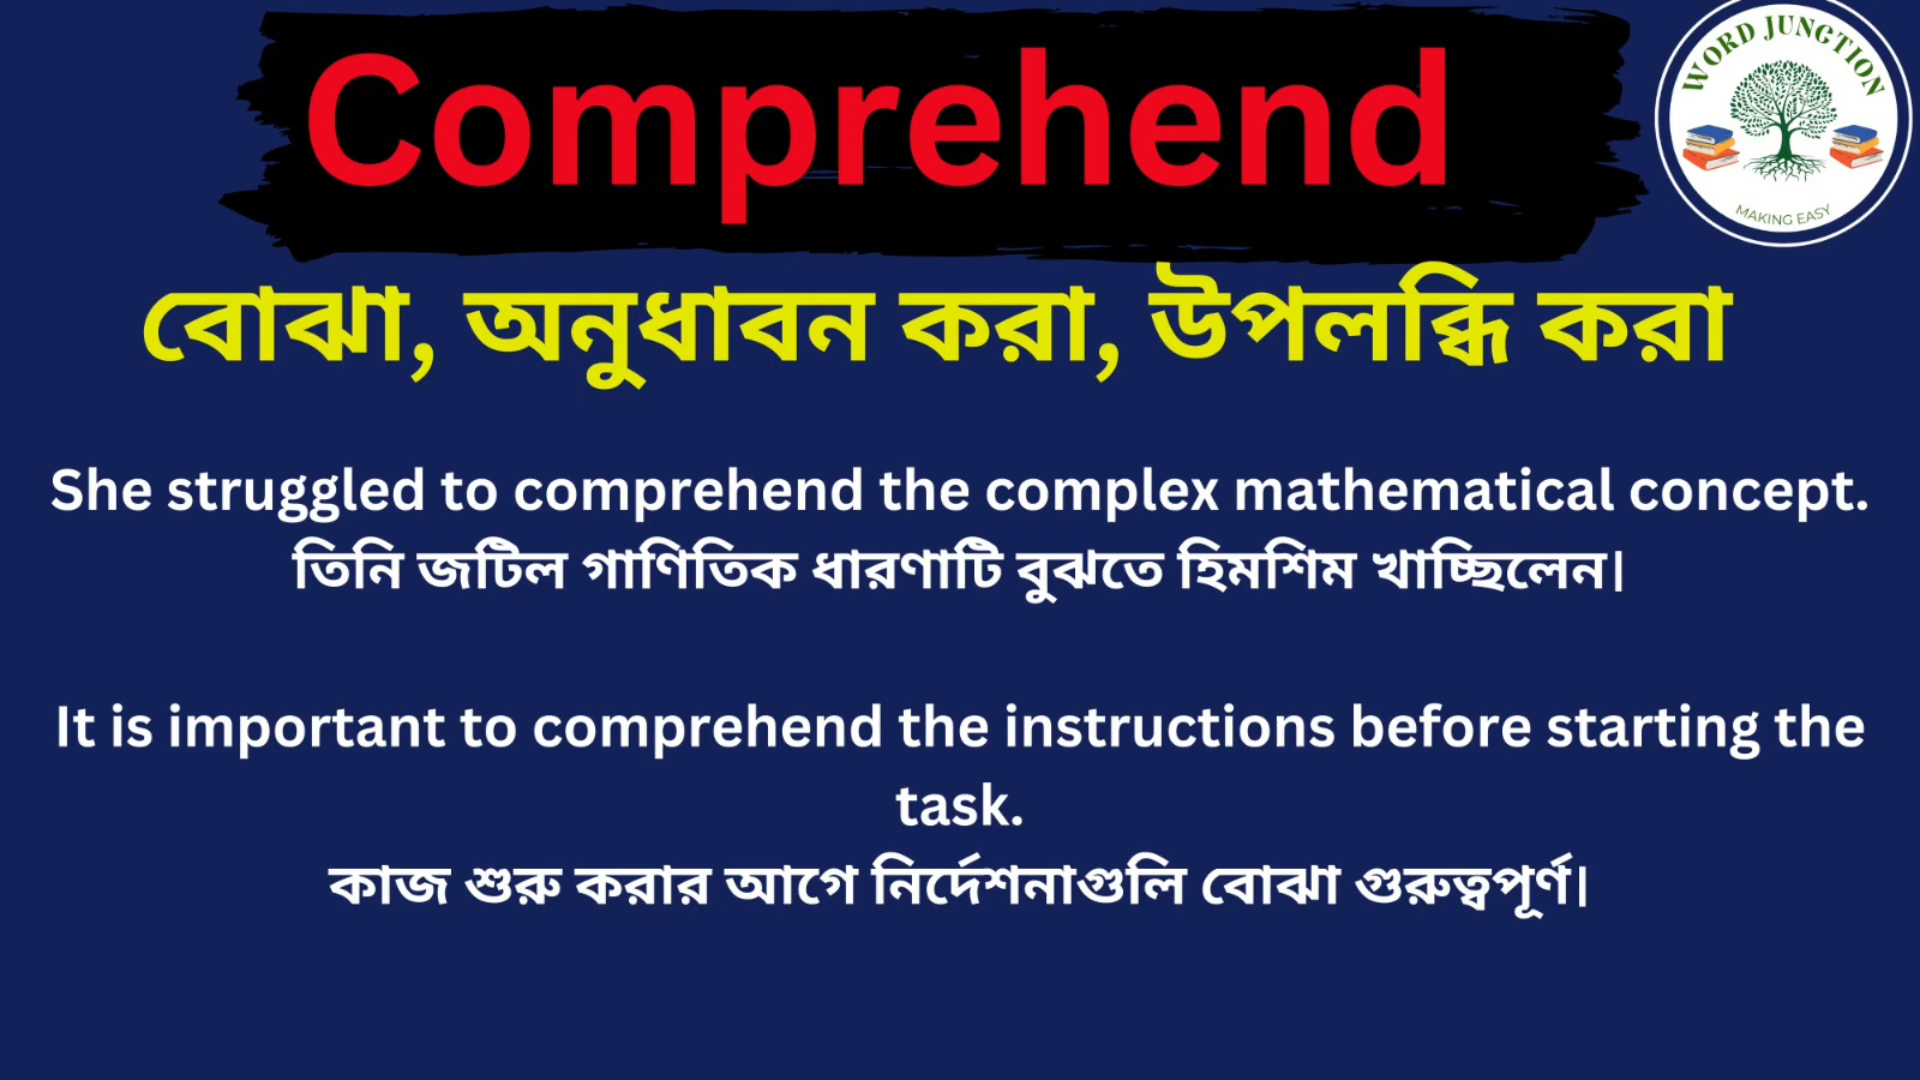 Comprehend
WORD JUNCTION
MAKING EASY
বোঝা, অনুধাবন করা, উপলব্ধি করা
She struggled to comprehend the complex mathematical concept.
তিনি জটিল গাণিতিক ধারণাটি বুঝতে হিমশিম খাচ্ছিলেন।
It is important to comprehend the instructions before starting the
task.
কাজ শুরু করার আগে নির্দেশনাগুলি বোঝা গুরুত্বপূর্ণ।